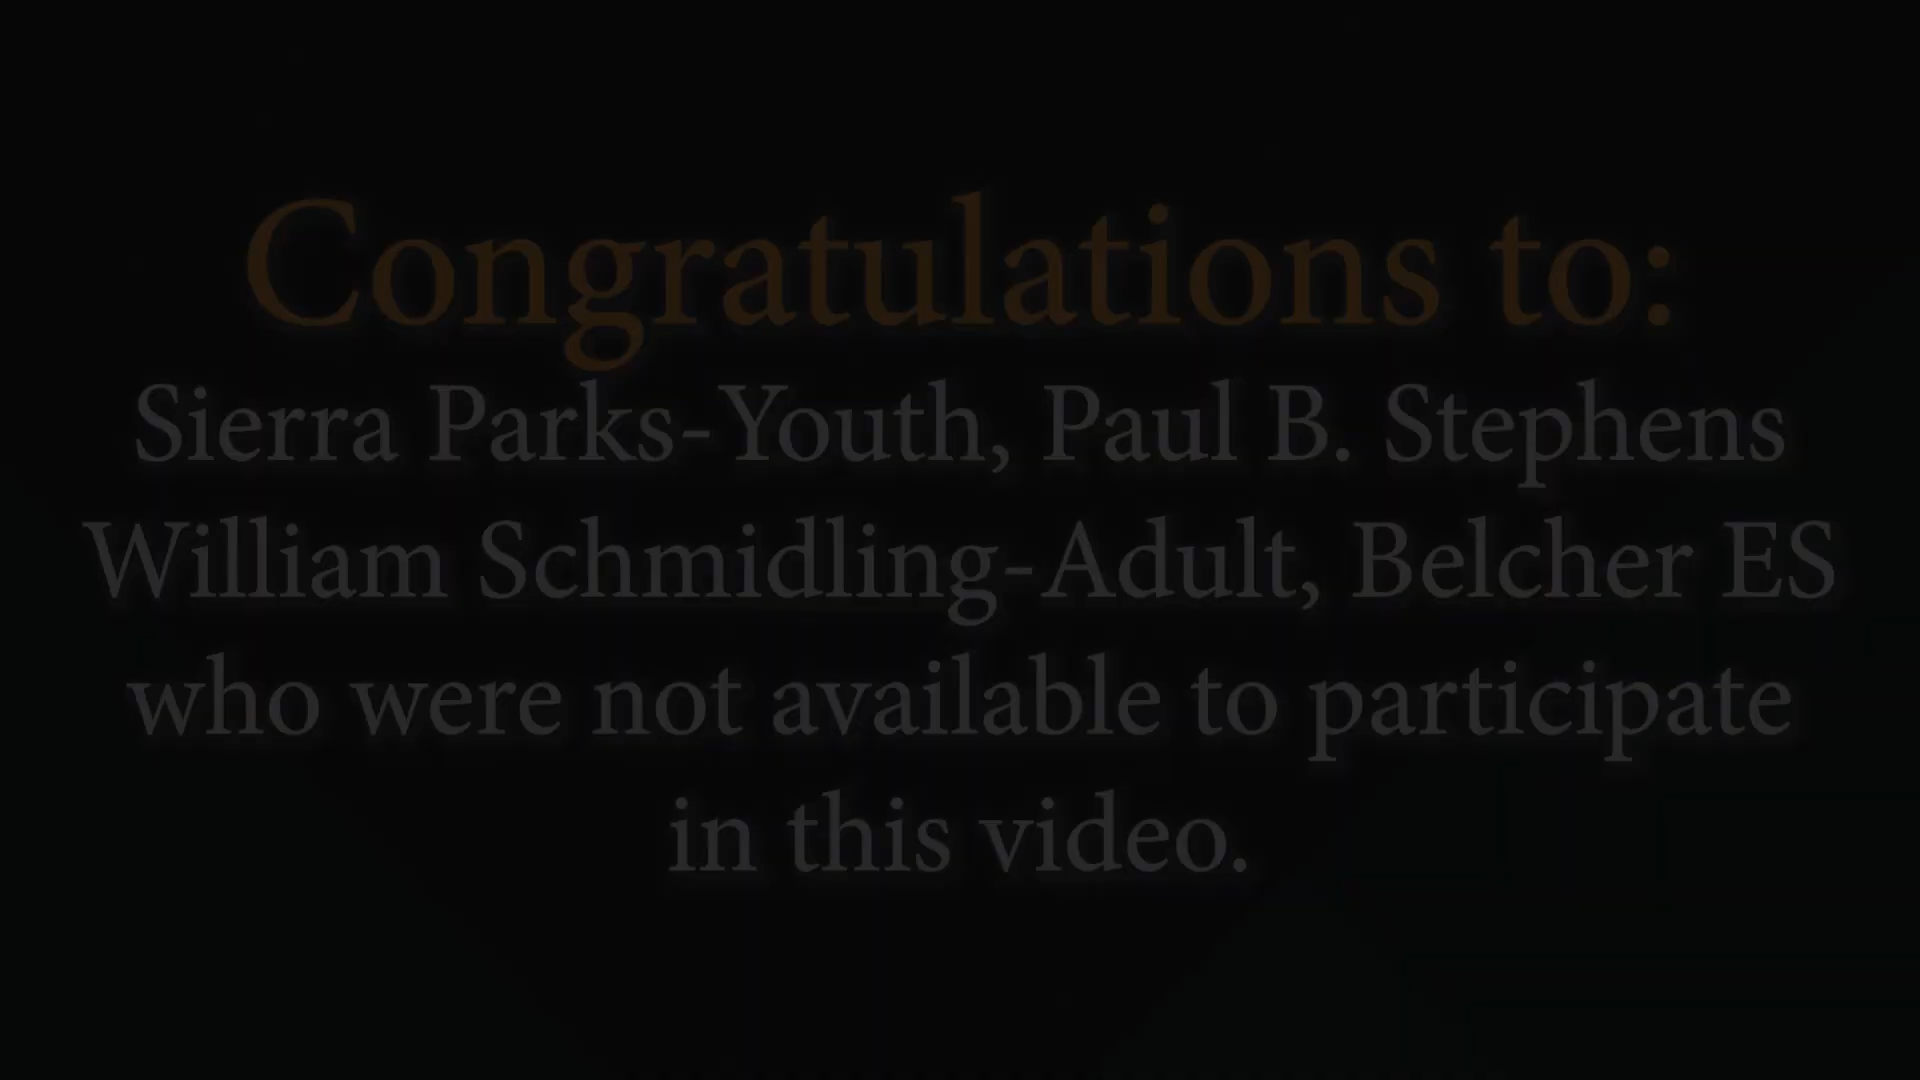 Congratulations to:
Sierra Parks-Youth, Paul B. Stephens
William Schmidling-Adult, Belcher ES
who were not available to participate
in this video.